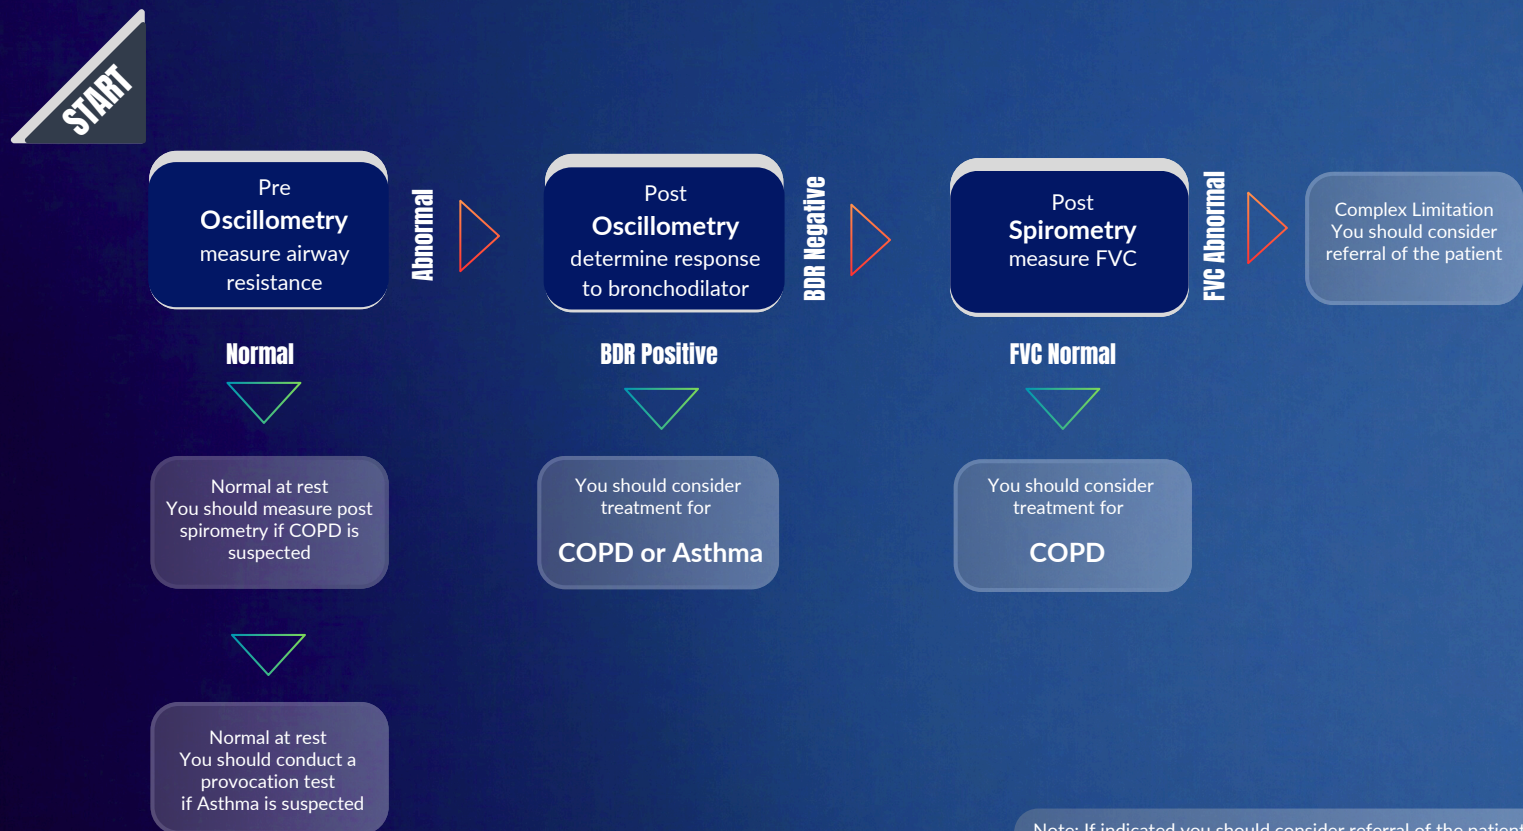 START
Pre
Oscillometry
measure airway
resistance
Abnormal
Post
Oscillometry
determine response
to bronchodilator
BDR Negative
Post
Spirometry
measure FVC
FVC Abnormal
Complex Limitation
You should consider
referral of the patient
Normal
BDR Positive
FVC Normal
Normal at rest
You should measure post
spirometry if COPD is
suspected
You should consider
treatment for
COPD or Asthma
You should consider
treatment for
COPD
Normal at rest
You should conduct a
provocation test
if Asthma is suspected
Note: If indicated you should consider referral of the patient